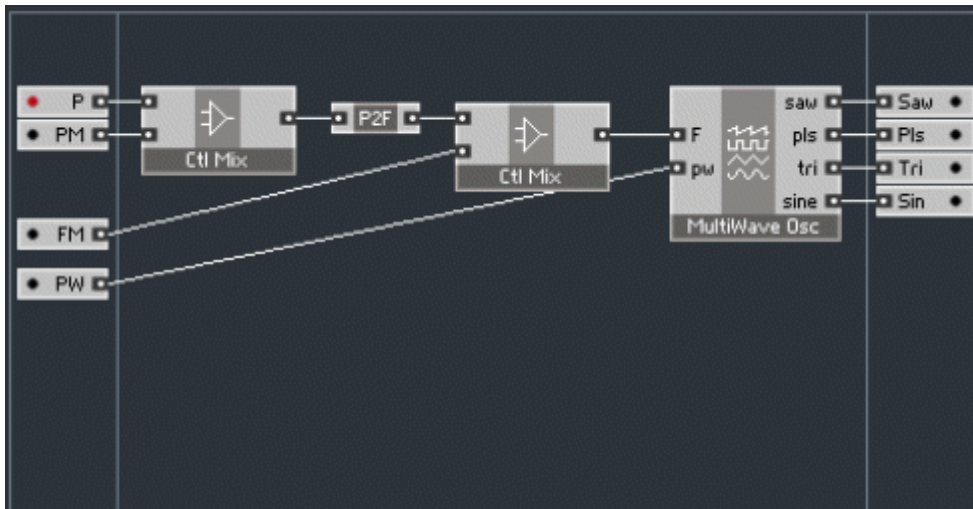 P
PM
FM
PW
Ctl Mix
P2F
Ctl Mix
F
pw
saw
pls
tri
sine
MultiWave Osc
Saw
Pls
Tri
Sin